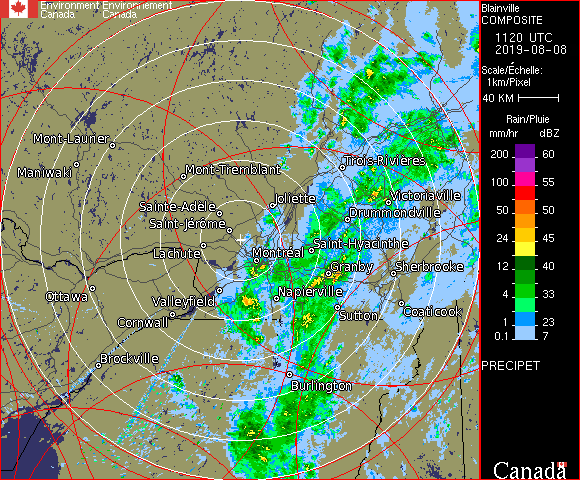 Environment Environnement
Canada Canada
Blainville
COMPOSITE
1120 UTC
2019-08-08
Scale/Échelle:
1km/Pixel
40 KM
Rain/Pluie
mm/hr dBZ
200 60
100 55
50 50
24 45
12 40
4 33
1 23
0.1 7
PRECIPET
Mont-Laurier
Maniwaki
Mont-Tremblant
Trois-Rivières
Sainte-Adèle
Joliette
Victoriaville
Saint-Jérôme
Drummondville
Lachute
Montréal
Saint-Hyacinthe
Granby
Sherbrooke
Ottawa
Valleyfield
Napierville
Cornwall
Sutton
Coaticook
Brockville
Burlington
Canada